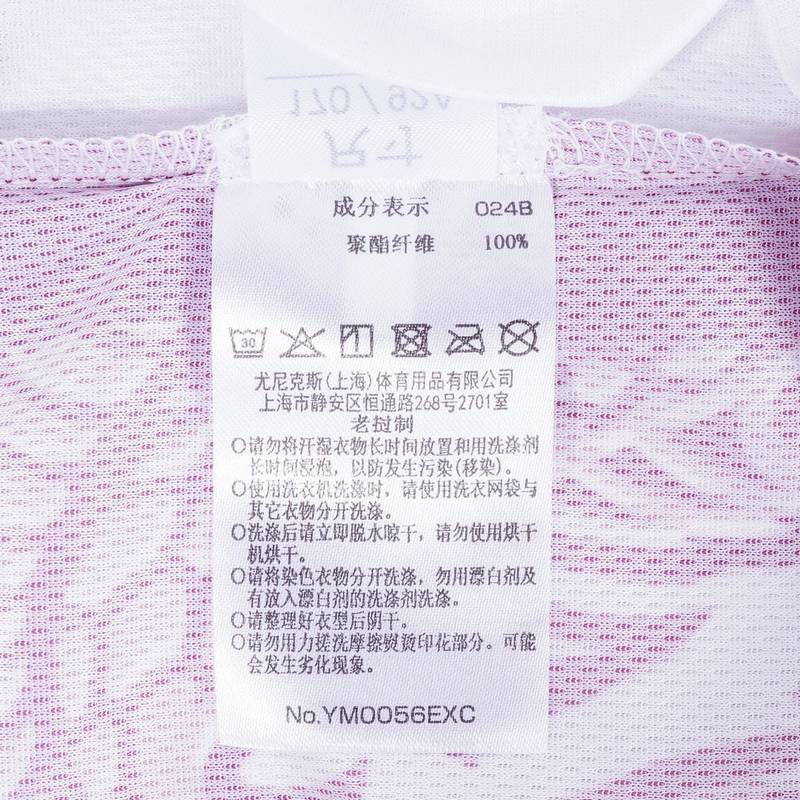 170/92A
尺寸
成分表示 024B
聚酯纤维 100%
30
尤尼克斯(上海)体育用品有限公司
上海市静安区恒通路268号2701室
老挝制
○请勿将汗湿衣物长时间放置和用洗涤剂
长时间浸泡，以防发生污染(移染)。
○使用洗衣机洗涤时，请使用洗衣网袋与
其它衣物分开洗涤。
○洗涤后请立即脱水晾干，请勿使用烘干
机烘干。
○请将染色衣物分开洗涤，勿用漂白剂及
有放入漂白剂的洗涤剂洗涤。
○请整理好衣型后阴干。
○请勿用力搓洗摩擦熨烫印花部分。可能
会发生劣化现象。
No.YM0056EXC